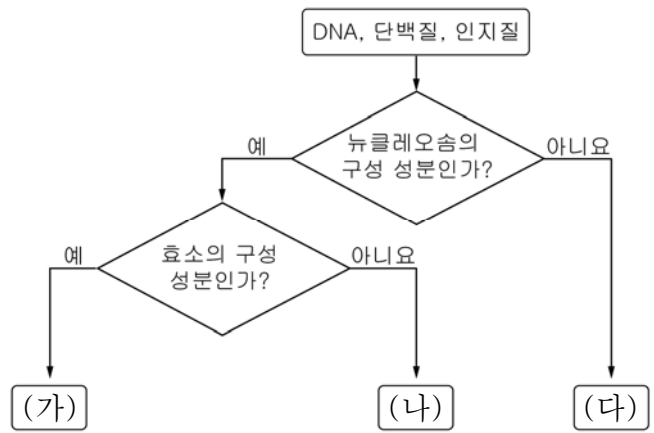 DNA, 단백질, 인지질
뉴클레오솜의
구성 성분인가?
예
아니요
효소의 구성
성분인가?
예
아니요
(가)
(나)
(다)